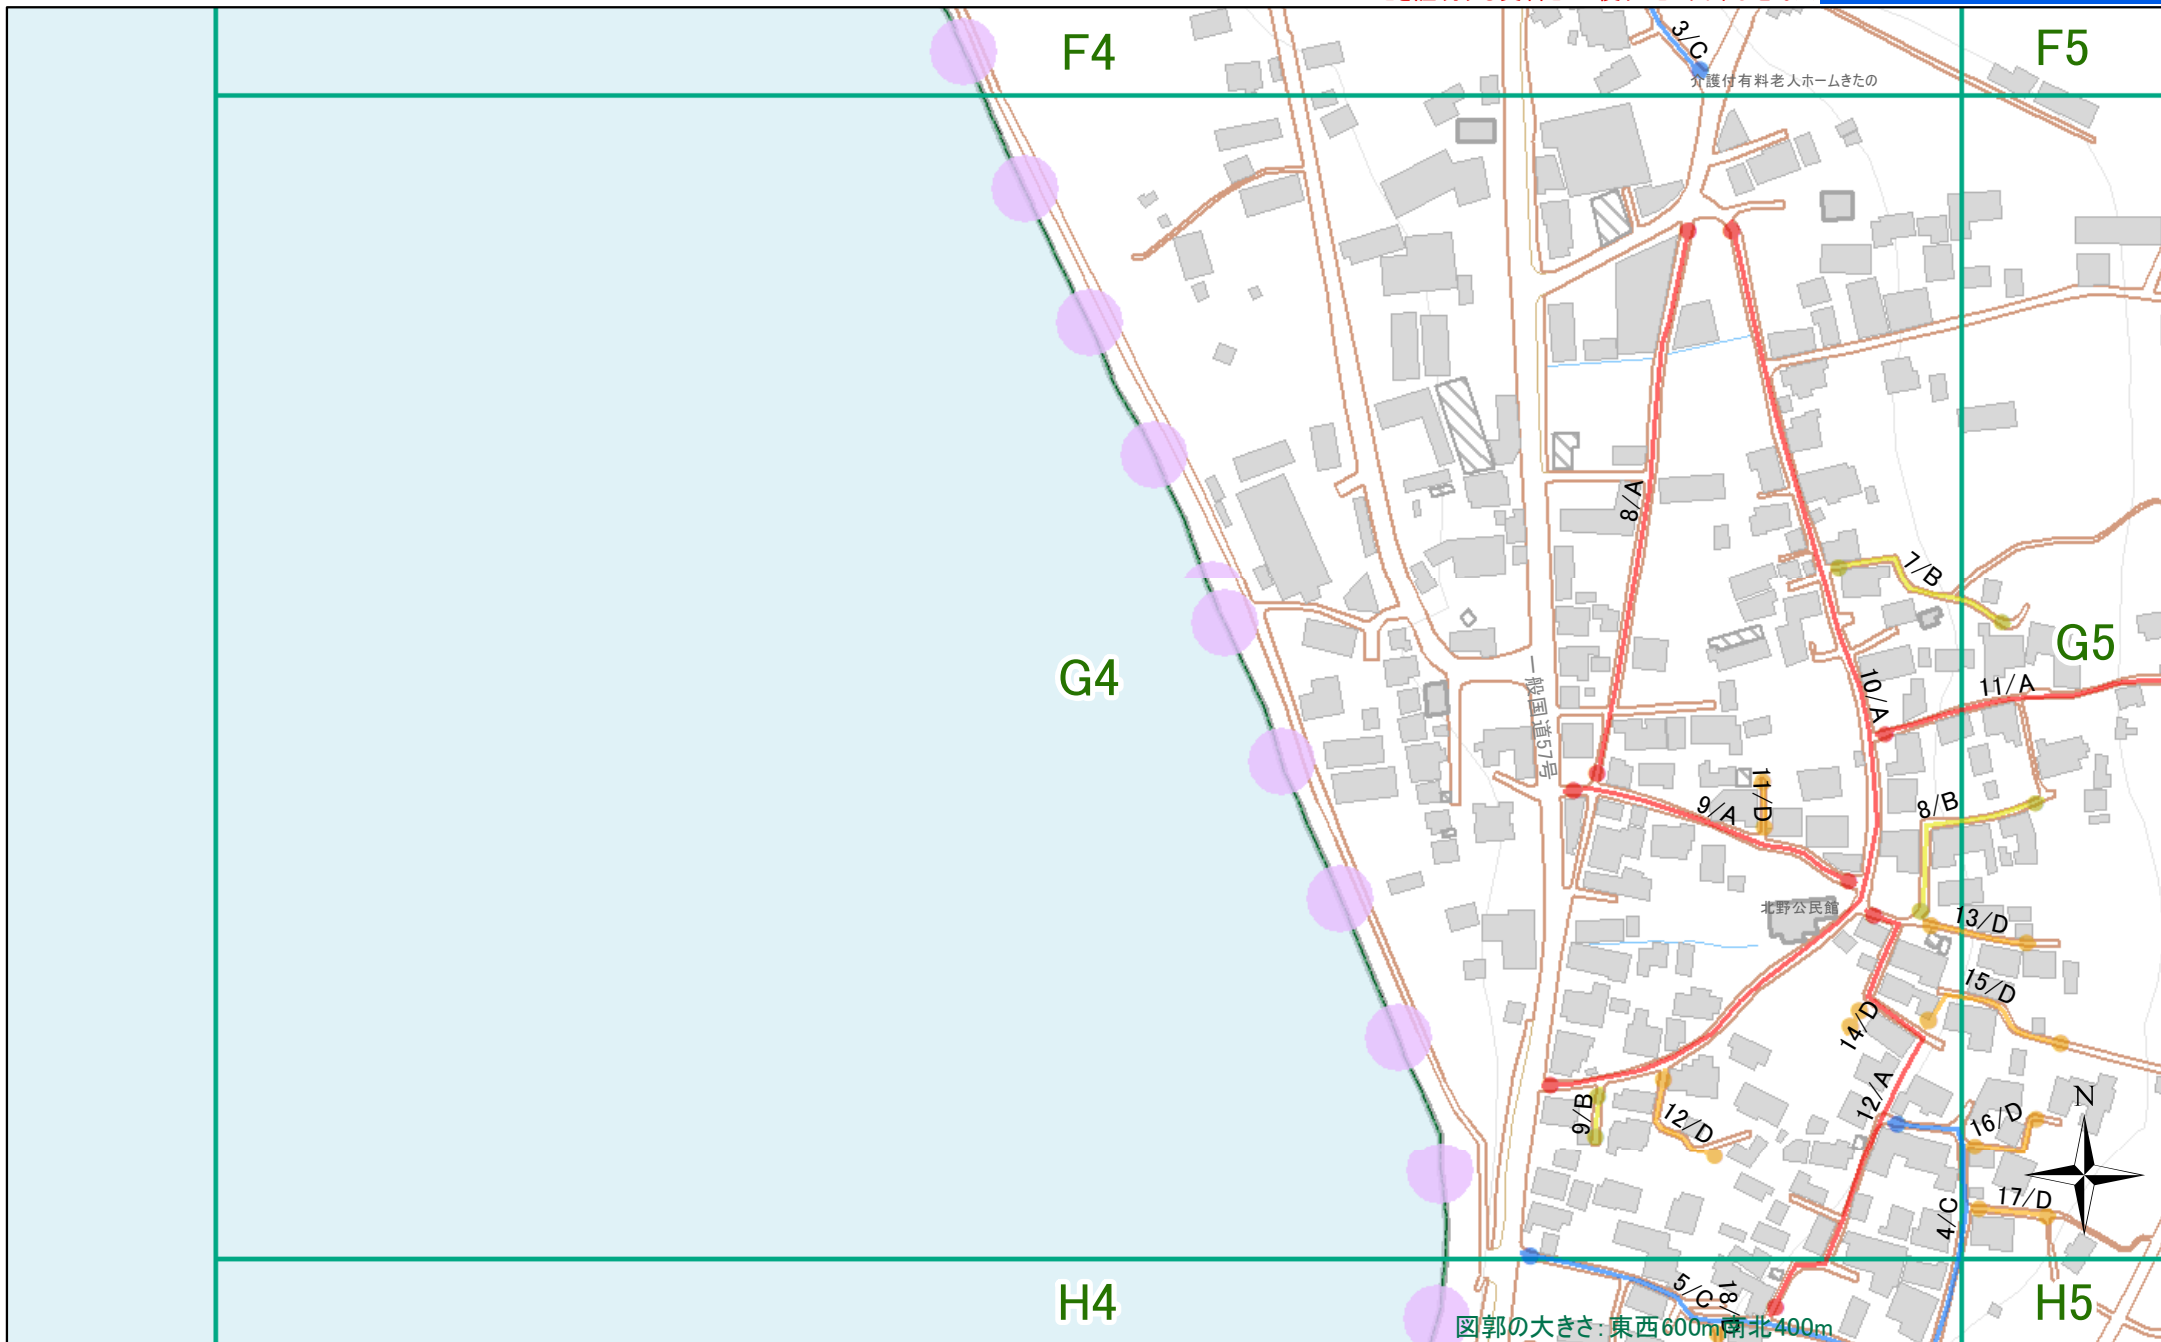 F4
F5
3/C
介護付有料老人ホームきたの
8/A
7/B
G5
G4
10/A
11/A
一般国道57号
11/D
9/A
8/B
北野公民館
13/D
15/D
14/D
12/A
N
9/B
12/D
16/D
17/D
4/C
H4
5/C
H5
図郭の大きさ：東西600m南北400m